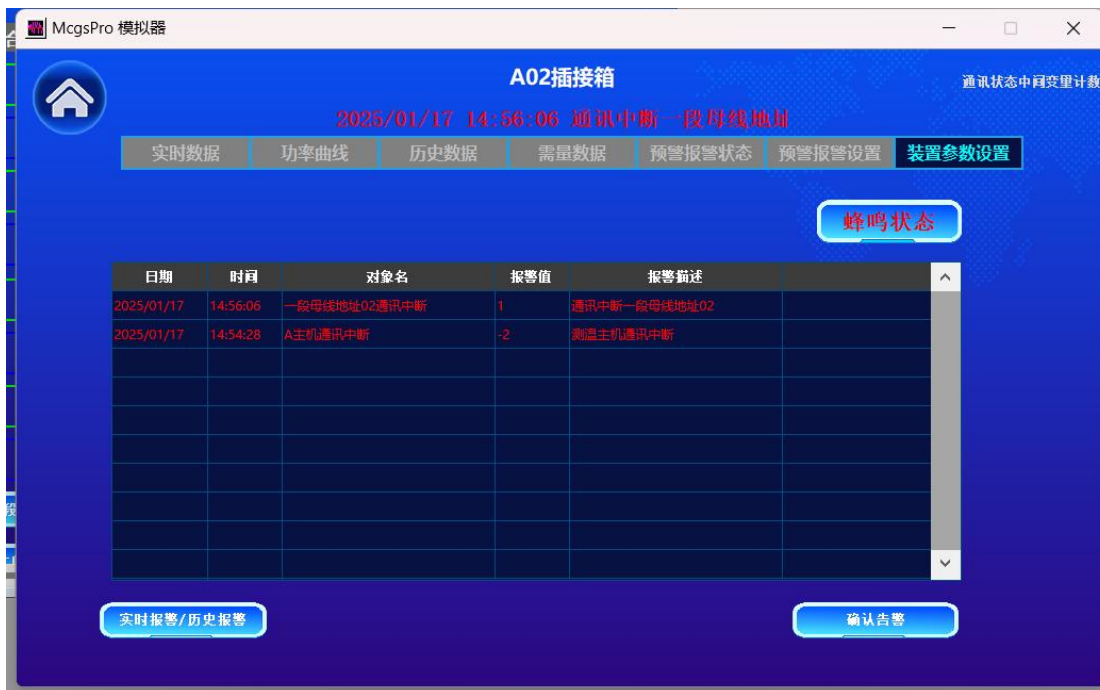 McgsPro 模拟器
A02插接箱
通讯状态中间变里计数
2025/01/17 14:56:06 通讯中断一段母线地址
实时数据 功率曲线 历史数据 需量数据 预警报警状态 预警报警设置 装置参数设置
蜂鸣状态
日期 时间 对象名 报警值 报警描述
2025/01/17 14:56:06 一段母线地址02通讯中断 1 通讯中断一段母线地址02
2025/01/17 14:54:28 A主机通讯中断 -2 测温主机通讯中断
实时报警/历史报警 确认告警